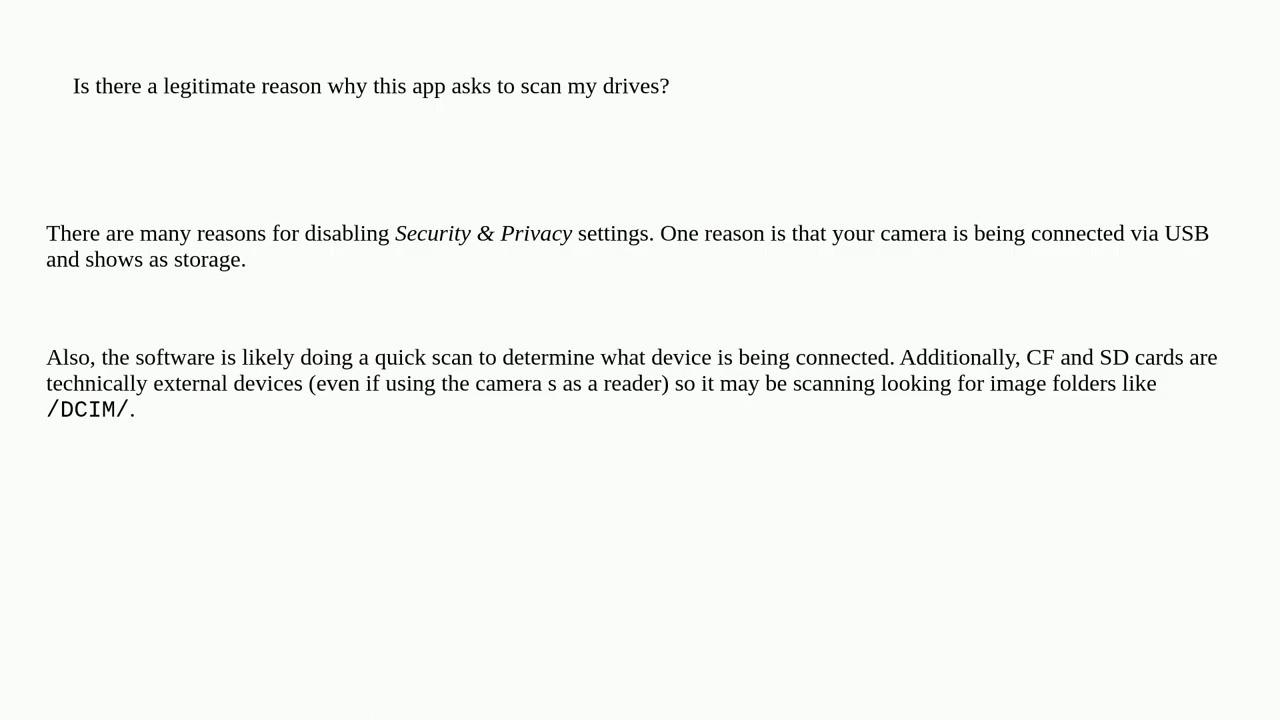 Is there a legitimate reason why this app asks to scan my drives?
There are many reasons for disabling Security & Privacy settings. One reason is that your camera is being connected via USB
and shows as storage.
Also, the software is likely doing a quick scan to determine what device is being connected. Additionally, CF and SD cards are
technically external devices (even if using the camera s as a reader) so it may be scanning looking for image folders like
/DCIM/.